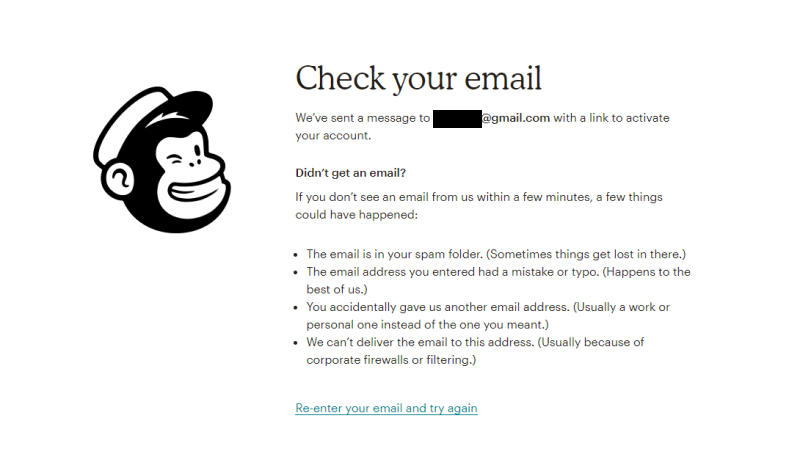 Check your email
We’ve sent a message to @gmail.com with a link to activate
your account.
Didn’t get an email?
If you don’t see an email from us within a few minutes, a few things
could have happened:
• The email is in your spam folder. (Sometimes things get lost in there.)
• The email address you entered had a mistake or typo. (Happens to the
best of us.)
• You accidentally gave us another email address. (Usually a work or
personal one instead of the one you meant.)
• We can’t deliver the email to this address. (Usually because of
corporate firewalls or filtering.)
Re-enter your email and try again